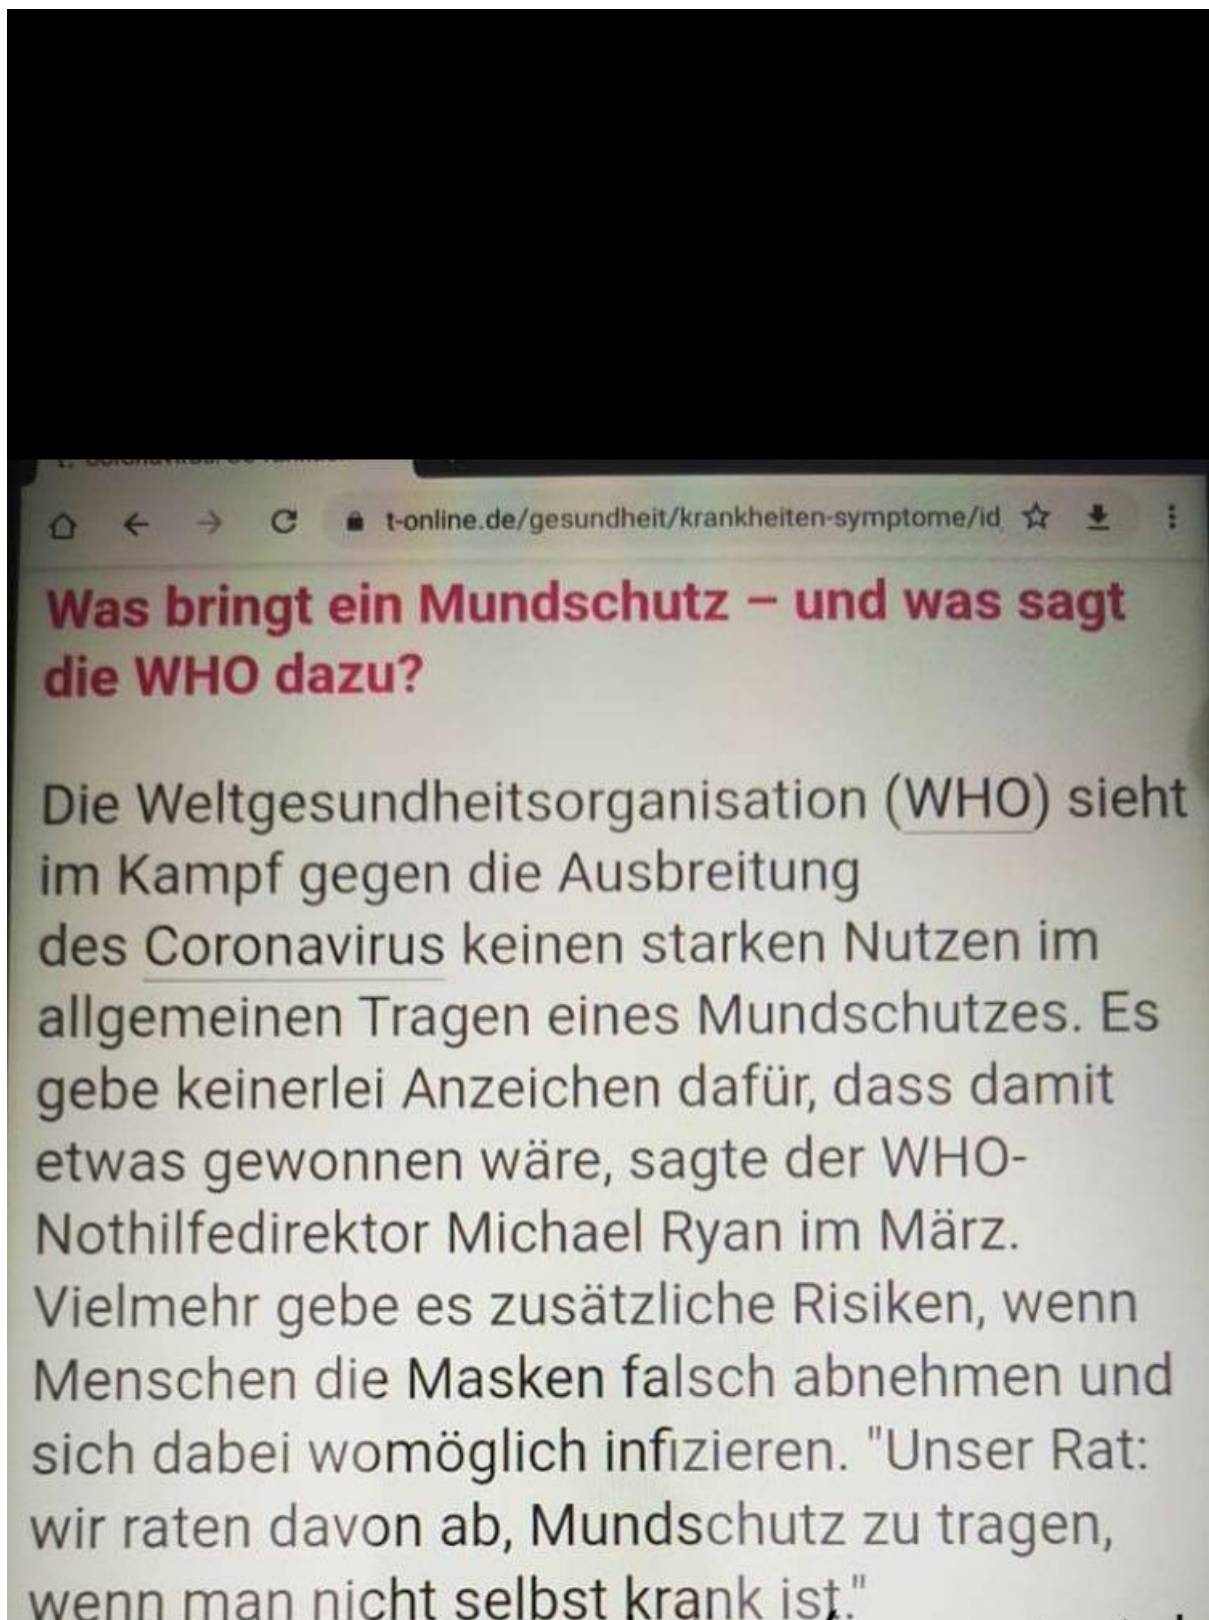 t-online.de/gesundheit/krankheiten-symptome/id
Was bringt ein Mundschutz – und was sagt
die WHO dazu?
Die Weltgesundheitsorganisation (WHO) sieht
im Kampf gegen die Ausbreitung
des Coronavirus keinen starken Nutzen im
allgemeinen Tragen eines Mundschutzes. Es
gebe keinerlei Anzeichen dafür, dass damit
etwas gewonnen wäre, sagte der WHO-
Nothilfedirektor Michael Ryan im März.
Vielmehr gebe es zusätzliche Risiken, wenn
Menschen die Masken falsch abnehmen und
sich dabei womöglich infizieren. "Unser Rat:
wir raten davon ab, Mundschutz zu tragen,
wenn man nicht selbst krank ist."